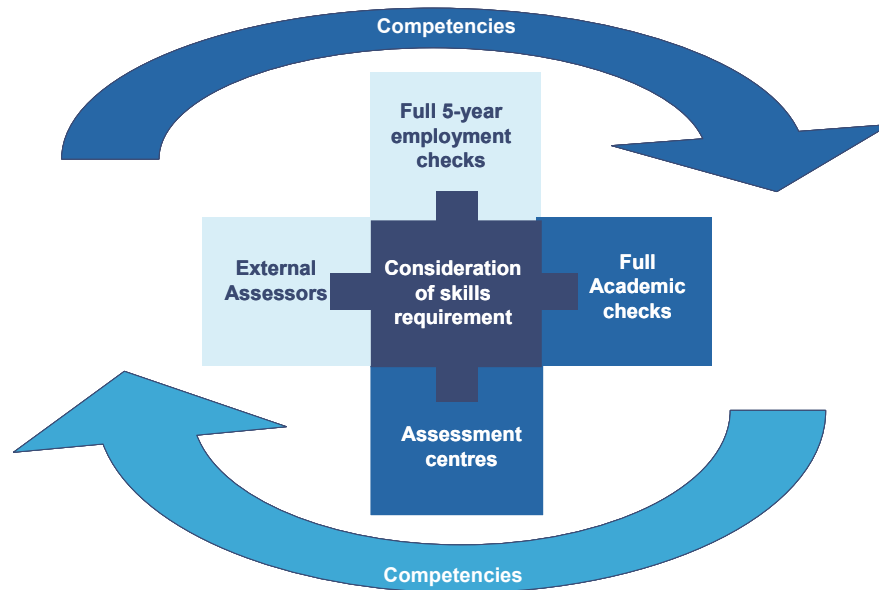 Competencies
Full 5-year
employment
checks
External
Assessors
Consideration
of skills
requirement
Full
Academic
checks
Assessment
centres
Competencies